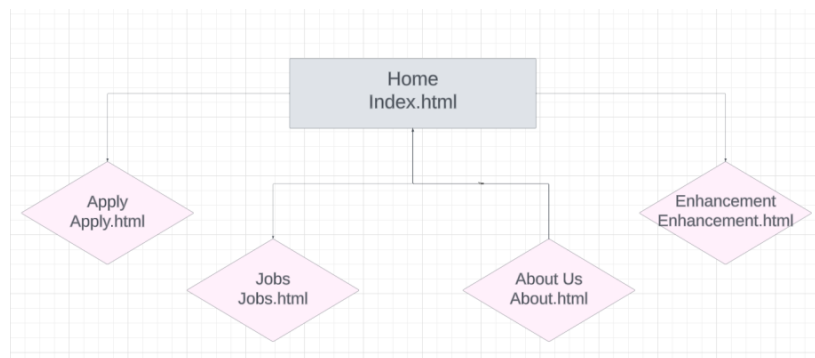 Home
Index.html
Apply
Apply.html
Enhancement
Enhancement.html
Jobs
Jobs.html
About Us
About.html